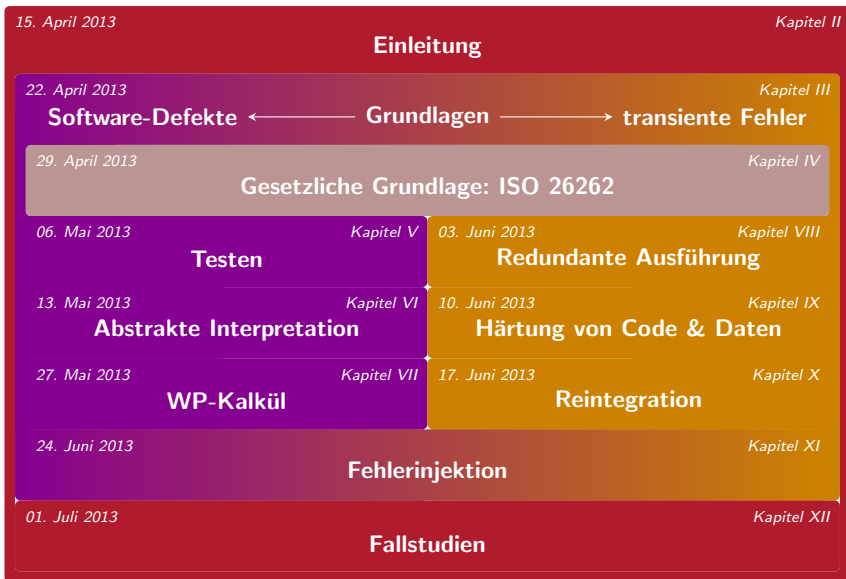 15. April 2013 Kapitel II
Einleitung
22. April 2013 Kapitel III
Software-Defekte Grundlagen transiente Fehler
29. April 2013 Kapitel IV
Gesetzliche Grundlage: ISO 26262
06. Mai 2013 Kapitel V
Testen
03. Juni 2013 Kapitel VIII
Redundante Ausführung
13. Mai 2013 Kapitel VI
Abstrakte Interpretation
10. Juni 2013 Kapitel IX
Härtung von Code & Daten
27. Mai 2013 Kapitel VII
WP-Kalkül
17. Juni 2013 Kapitel X
Reintegration
24. Juni 2013 Kapitel XI
Fehlerinjektion
01. Juli 2013 Kapitel XII
Fallstudien